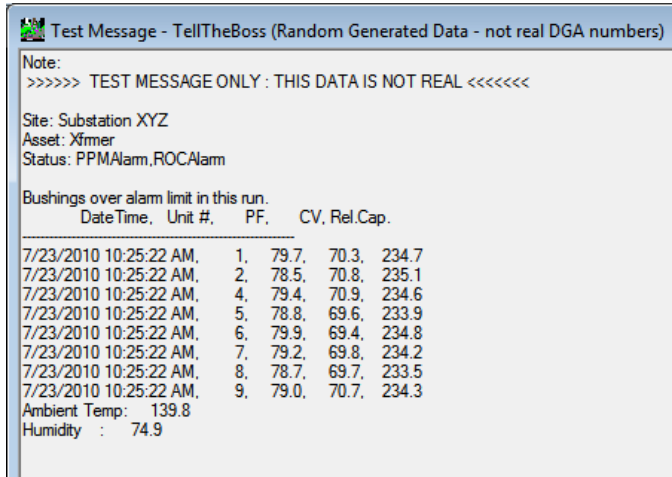 Test Message - TellTheBoss (Random Generated Data - not real DGA numbers)
Note:
>>>>>> TEST MESSAGE ONLY : THIS DATA IS NOT REAL <<<<<<<
Site: Substation XYZ
Asset: Xfrmer
Status: PPMAlarm,ROCAlarm
Bushings over alarm limit in this run.
DateTime, Unit #, PF, CV, Rel.Cap.
------------------------------------------------------------
7/23/2010 10:25:22 AM, 1, 79.7, 70.3, 234.7
7/23/2010 10:25:22 AM, 2, 78.5, 70.8, 235.1
7/23/2010 10:25:22 AM, 4, 79.4, 70.9, 234.6
7/23/2010 10:25:22 AM, 5, 78.8, 69.6, 233.9
7/23/2010 10:25:22 AM, 6, 79.9, 69.4, 234.8
7/23/2010 10:25:22 AM, 7, 79.2, 69.8, 234.2
7/23/2010 10:25:22 AM, 8, 78.7, 69.7, 233.5
7/23/2010 10:25:22 AM, 9, 79.0, 70.7, 234.3
Ambient Temp: 139.8
Humidity : 74.9